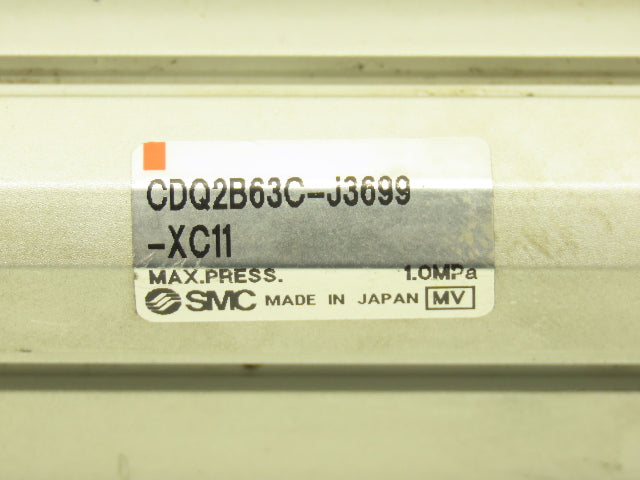 CDQ2B63C-J3699
-XC11
MAX.PRESS. 1.0MPa
SMC MADE IN JAPAN MV